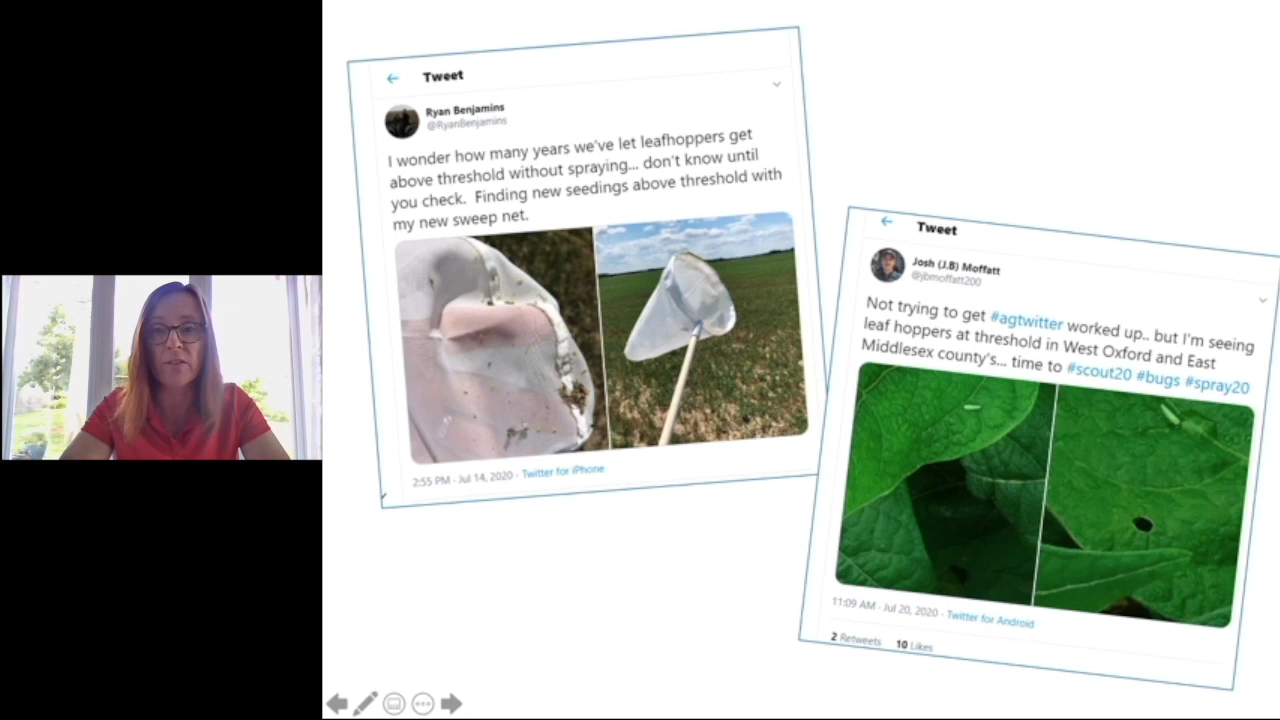 Tweet
Ryan Benjamins
@RyanBenjamins
I wonder how many years we've let leafhoppers get
above threshold without spraying... don't know until
you check.  Finding new seedings above threshold with
my new sweep net.
2:55 PM · Jul 14, 2020 · Twitter for iPhone
Tweet
Josh (J.B) Moffatt
@jbmoffatt200
Not trying to get #agtwitter worked up.. but I'm seeing
leaf hoppers at threshold in West Oxford and East
Middlesex county's... time to #scout20 #bugs #spray20
11:09 AM · Jul 20, 2020 · Twitter for Android
2 Retweets 10 Likes